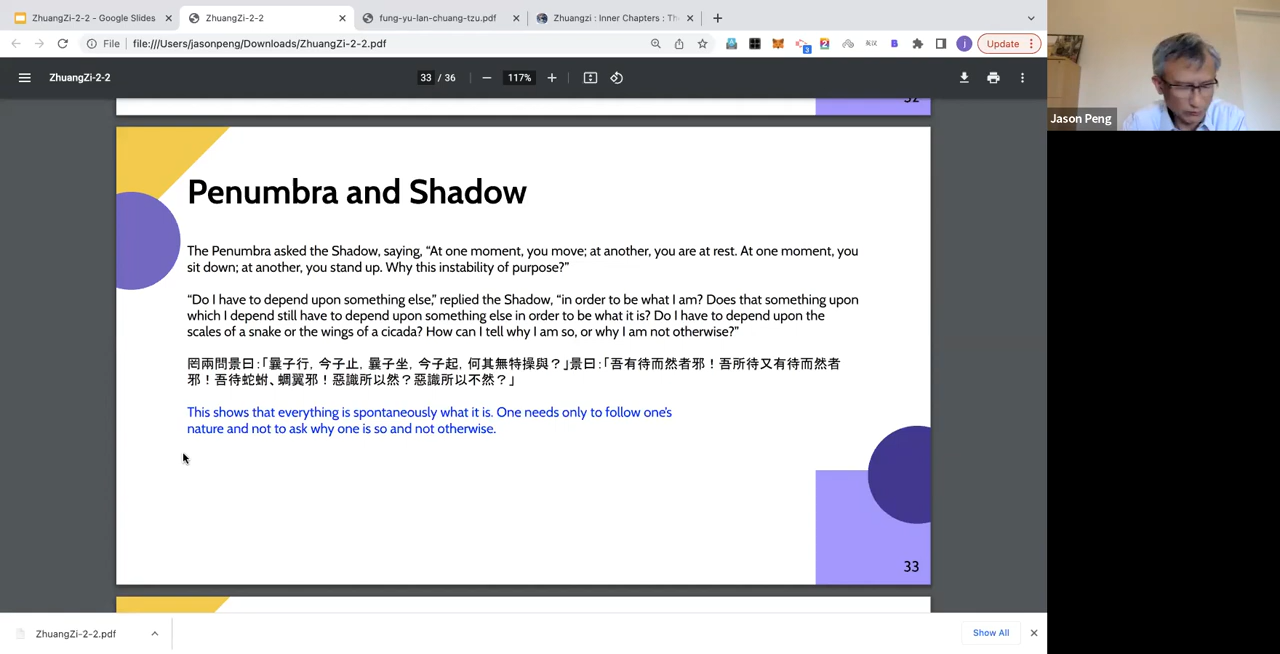 ZhuangZi-2-2 - Google Slides
ZhuangZi-2-2
fung-yu-lan-chuang-tzu.pdf
Zhuangzi : Inner Chapters : Th
File
file:///Users/jasonpeng/Downloads/ZhuangZi-2-2.pdf
Update
ZhuangZi-2-2
33 / 36
117%
32
Jason Peng
Penumbra and Shadow
The Penumbra asked the Shadow, saying, “At one moment, you move; at another, you are at rest. At one moment, you
sit down; at another, you stand up. Why this instability of purpose?”
“Do I have to depend upon something else,” replied the Shadow, “in order to be what I am? Does that something upon
which I depend still have to depend upon something else in order to be what it is? Do I have to depend upon the
scales of a snake or the wings of a cicada? How can I tell why I am so, or why I am not otherwise?”
罔兩問景曰：「曩子行，今子止，曩子坐，今子起，何其無特操與？」景曰：「吾有待而然者邪！吾所待又有待而然者
邪！吾待蛇蚹、蜩翼邪！惡識所以然？惡識所以不然？」
This shows that everything is spontaneously what it is. One needs only to follow one’s
nature and not to ask why one is so and not otherwise.
33
ZhuangZi-2-2.pdf
Show All